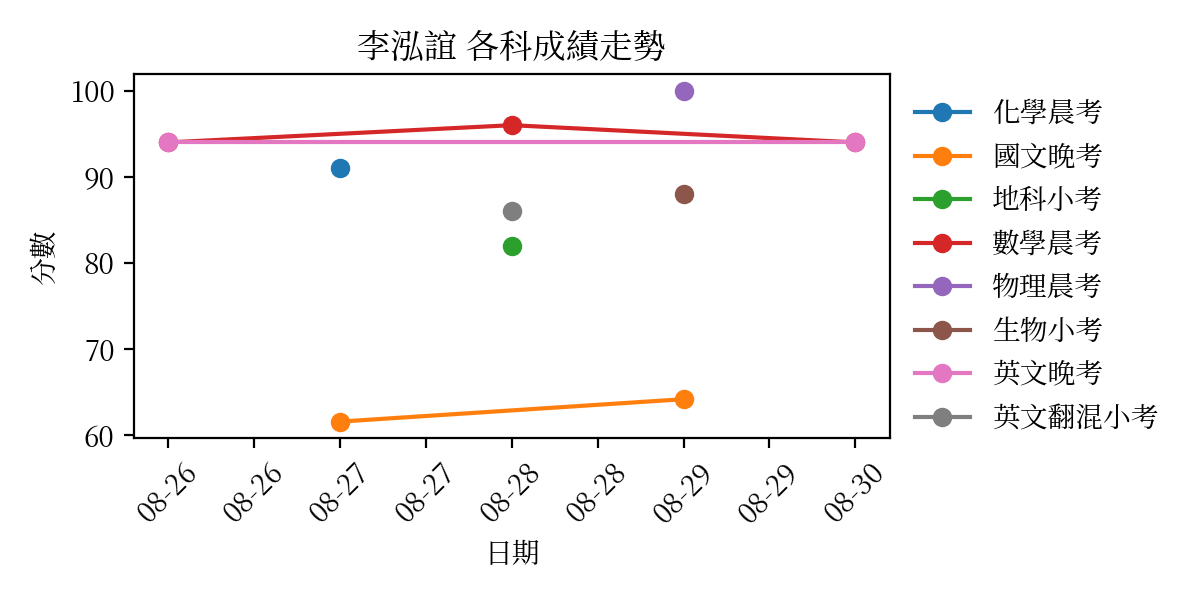 李泓誼 各科成績走勢
分數
100
90
80
70
60
08-26
08-26
08-27
08-27
08-28
08-28
08-29
08-29
08-30
日期
化學晨考
國文晚考
地科小考
數學晨考
物理晨考
生物小考
英文晚考
英文翻混小考